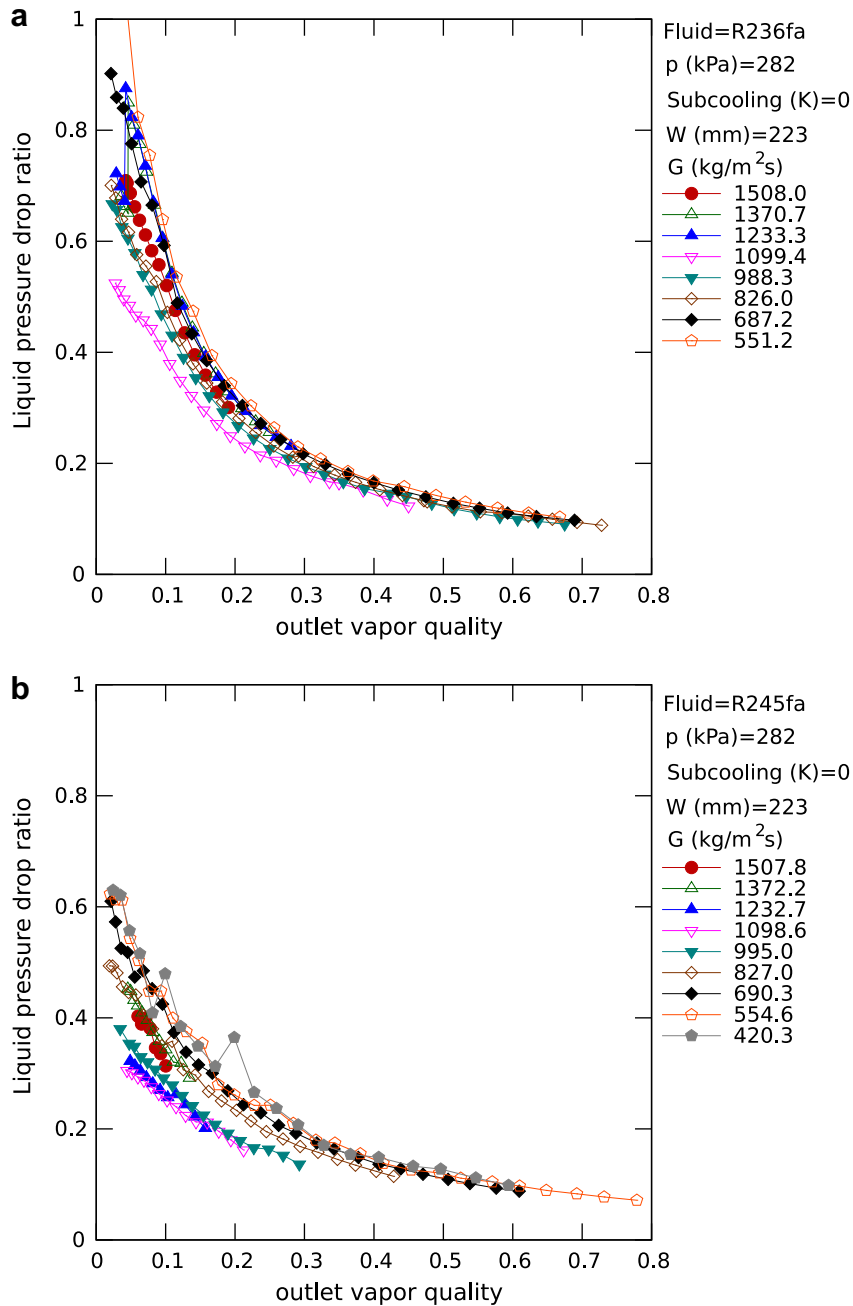 a
1
0.8
0.6
0.4
0.2
0
Liquid pressure drop ratio
0 0.1 0.2 0.3 0.4 0.5 0.6 0.7 0.8
outlet vapor quality
Fluid=R236fa
p (kPa)=282
Subcooling (K)=0
W (mm)=223
G (kg/m²s)
1508.0
1370.7
1233.3
1099.4
988.3
826.0
687.2
551.2
b
1
0.8
0.6
0.4
0.2
0
Liquid pressure drop ratio
0 0.1 0.2 0.3 0.4 0.5 0.6 0.7 0.8
outlet vapor quality
Fluid=R245fa
p (kPa)=282
Subcooling (K)=0
W (mm)=223
G (kg/m²s)
1507.8
1372.2
1232.7
1098.6
995.0
827.0
690.3
554.6
420.3